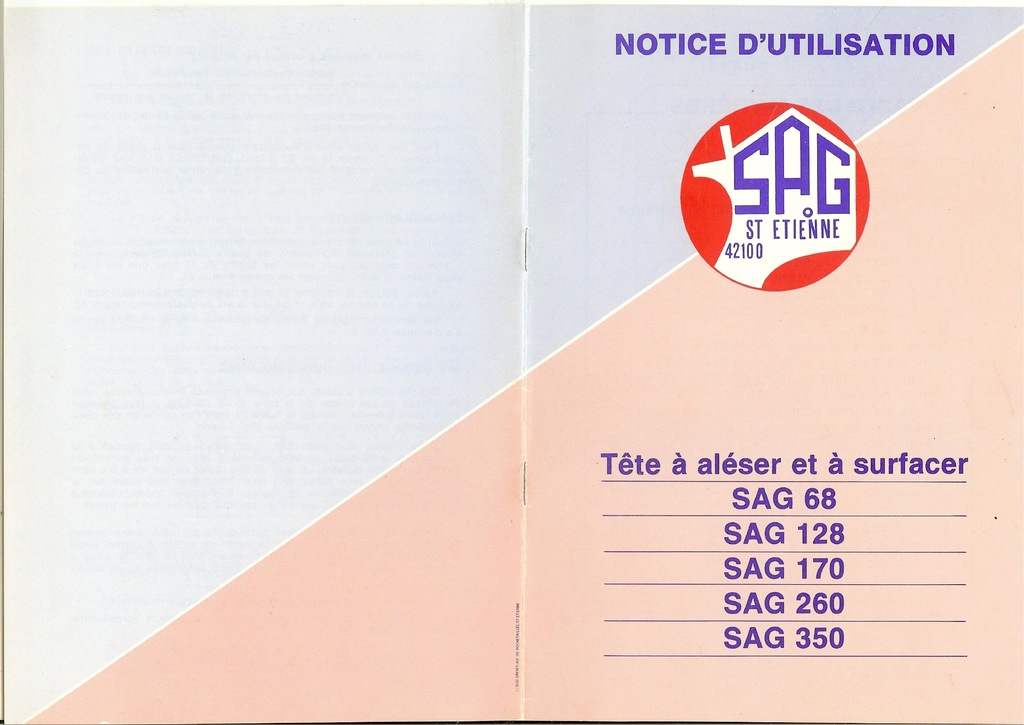 NOTICE D'UTILISATION
SAG
ST ETIENNE
42100
Tête à aléser et à surfacer
SAG 68
SAG 128
SAG 170
SAG 260
SAG 350